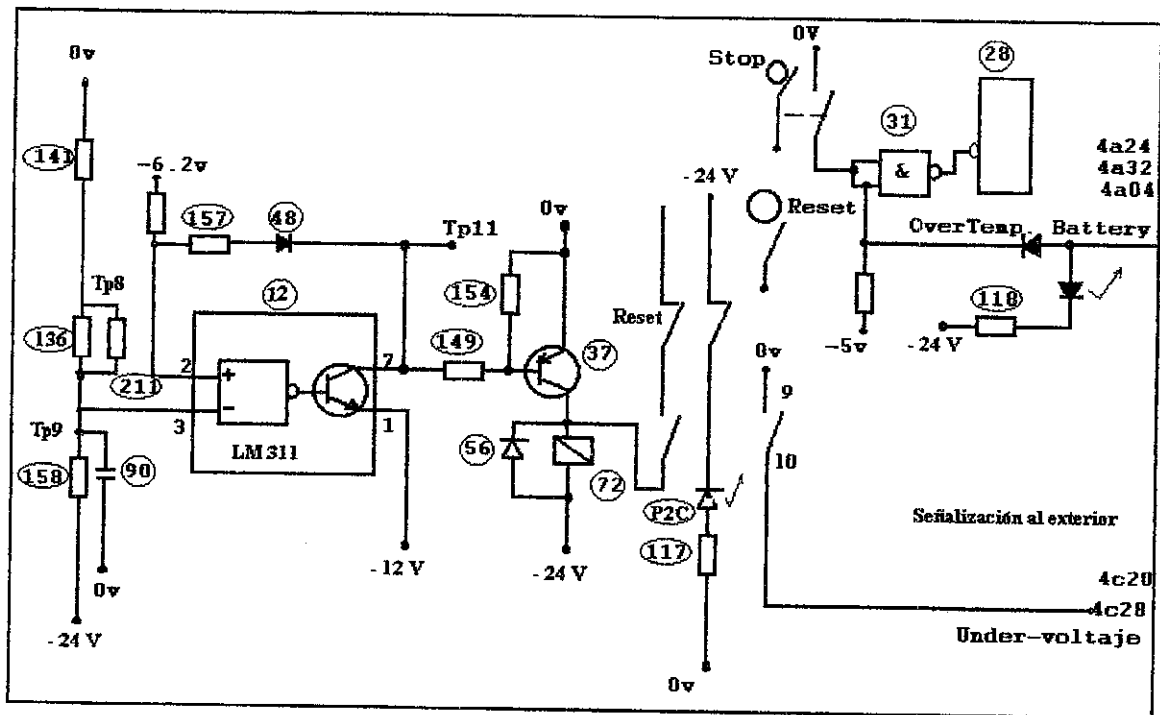 0v
141
-6.2v
157
48
Tp11
12
Tp8
136
211
2
+
-
3
LM311
7
1
Tp9
158
90
0v
-24 V
-12 V
154
149
0v
37
56
72
-24 V
Reset
-24 V
P2C
117
0v
Stop
0V
28
31
&
Reset
-5v
OverTemp. Battery
118
-24 V
4a24
4a32
4a04
0v
9
10
Señalización al exterior
4c20
4c28
Under-voltaje